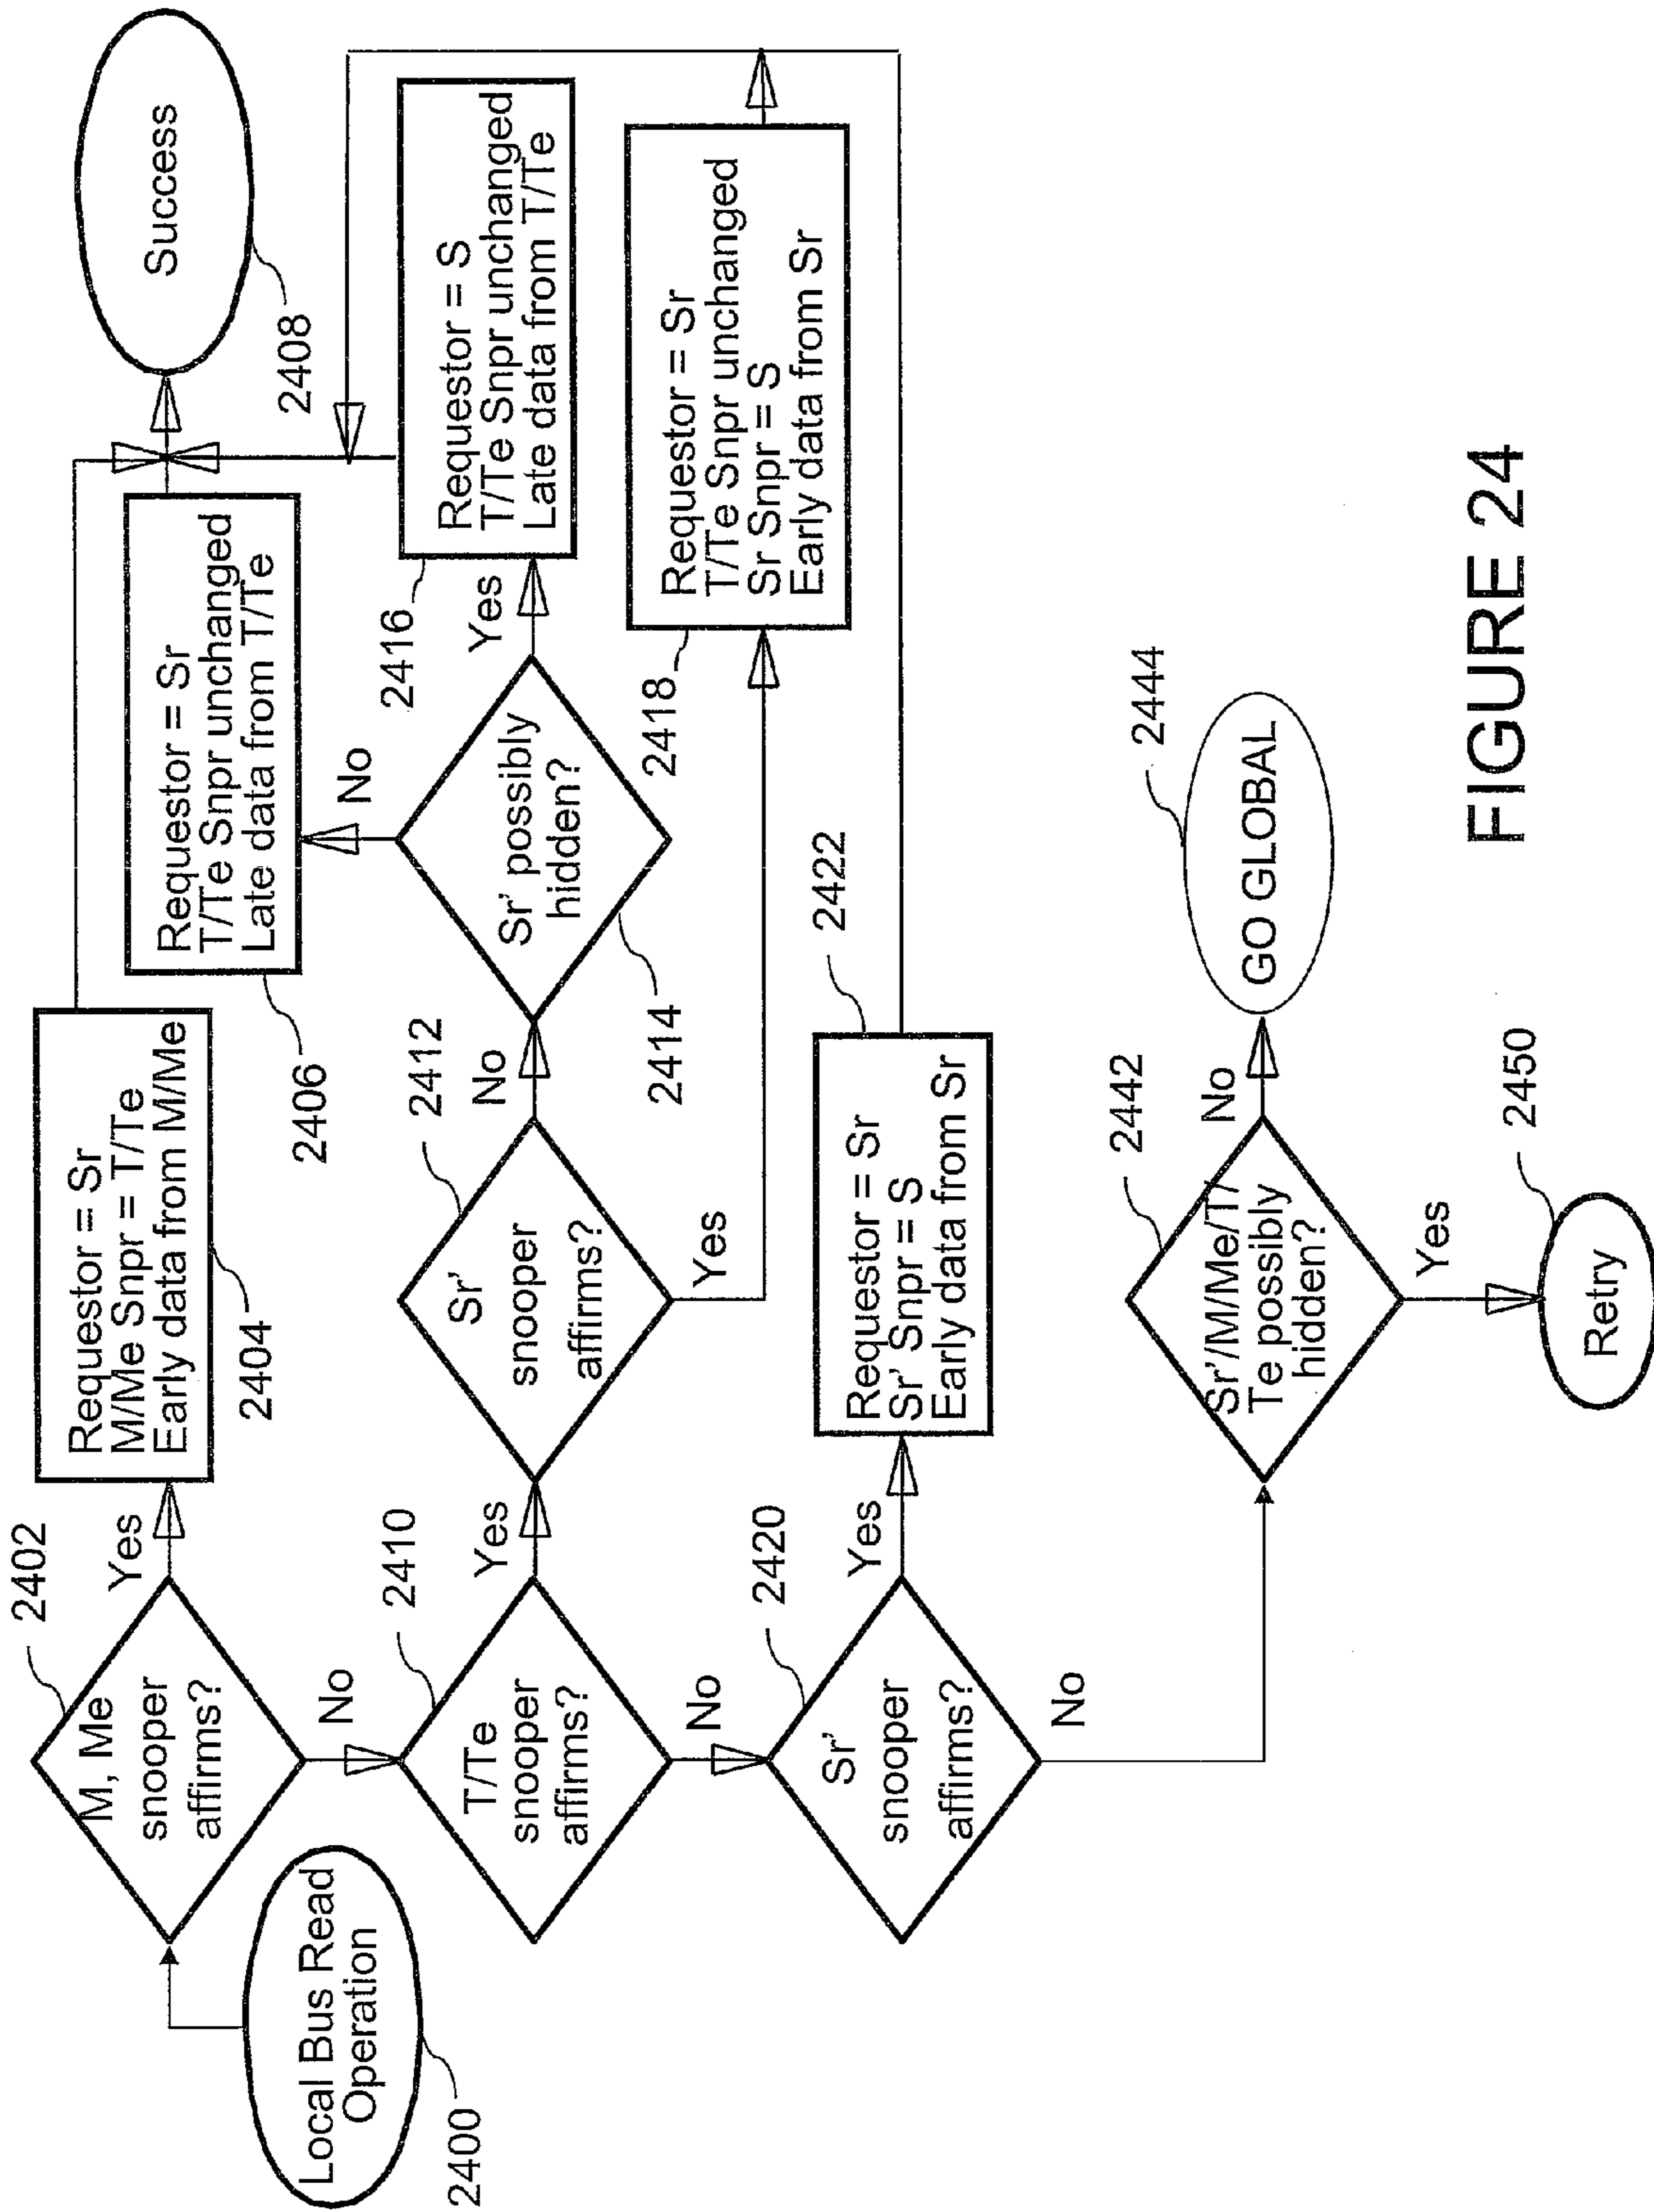 Local Bus Read
Operation
2400
M, Me
snooper
affirms?
2402
Yes
No
Requestor = Sr
M/Me Snpr = T/Te
Early data from M/Me
2404
Requestor = Sr
T/Te Snpr unchanged
Late data from T/Te
2406
Success
2408
T/Te
snooper
affirms?
2410
Yes
No
Sr'
snooper
affirms?
2412
No
Yes
Sr' possibly
hidden?
2414
No
Yes
Requestor = S
T/Te Snpr unchanged
Late data from T/Te
2416
Requestor = Sr
T/Te Snpr unchanged
Sr Snpr = S
Early data from Sr
2418
Sr'
snooper
affirms?
2420
Yes
No
Requestor = Sr
Sr' Snpr = S
Early data from Sr
2422
Sr'/M/Me/T/
Te possibly
hidden?
2442
No
Yes
GO GLOBAL
2444
Retry
2450
FIGURE 24